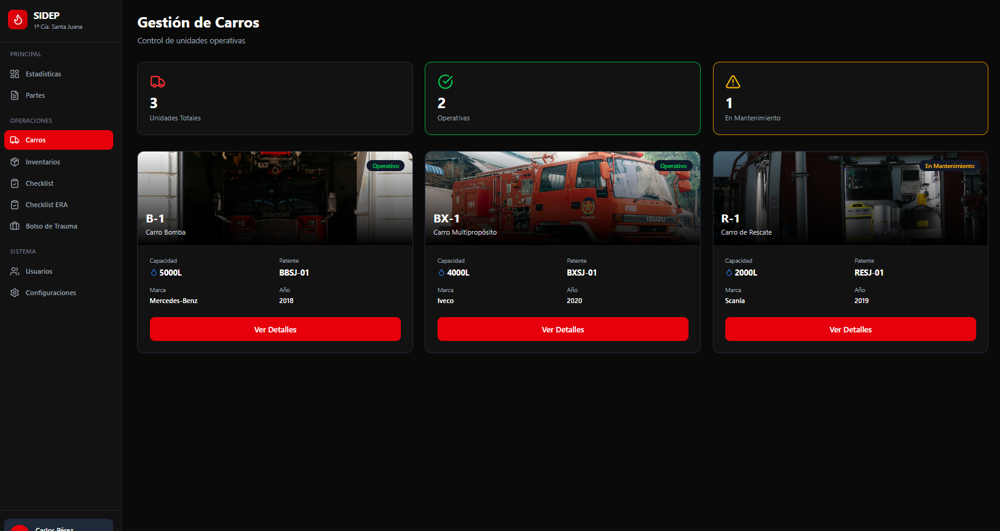 SIDEP
1ª Cía. Santa Juana
PRINCIPAL
Estadísticas
Partes
OPERACIONES
Carros
Inventarios
Checklist
Checklist ERA
Bolso de Trauma
SISTEMA
Usuarios
Configuraciones
Carlos Pérez
Gestión de Carros
Control de unidades operativas
3
Unidades Totales
2
Operativas
1
En Mantenimiento
Operativo
INCENDIE
B-1
Carro Bomba
Capacidad
Patente
5000L
BBSJ-01
Marca
Año
Mercedes-Benz
2018
Ver Detalles
Operativo
191
FIRE
ISUZU
BX-1
Carro Multipropósito
Capacidad
Patente
4000L
BXSJ-01
Marca
Año
Iveco
2020
Ver Detalles
En Mantenimiento
R-1
Carro de Rescate
Capacidad
Patente
2000L
RESJ-01
Marca
Año
Scania
2019
Ver Detalles